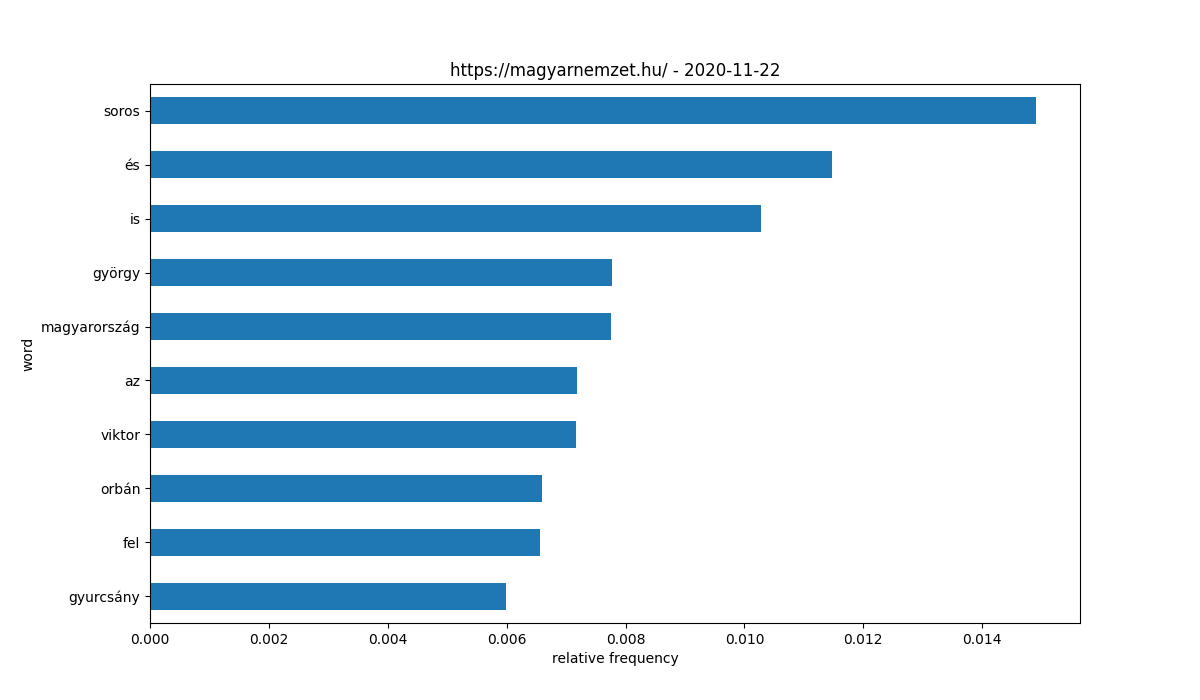 https://magyarnemzet.hu/ - 2020-11-22
soros
és
is
györgy
magyarország
az
viktor
orbán
fel
gyurcsány
word
0.000 0.002 0.004 0.006 0.008 0.010 0.012 0.014
relative frequency